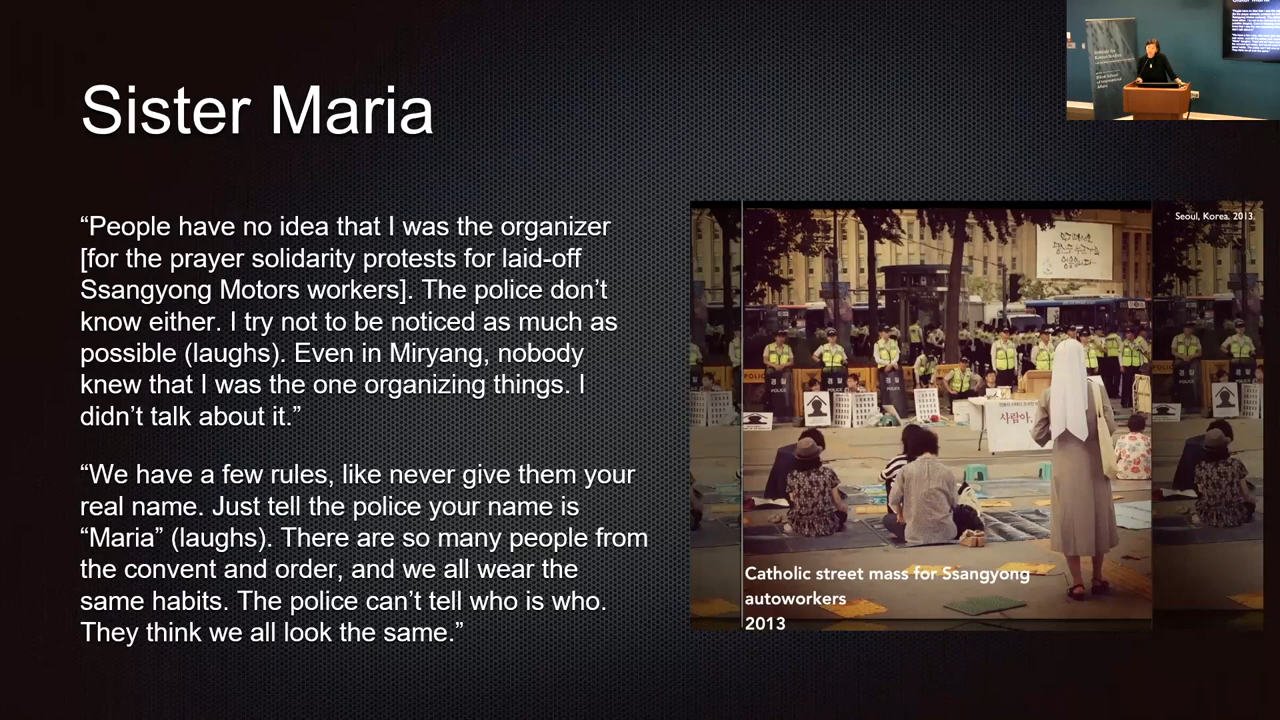 Sister Maria
“People have no idea that I was the organizer
[for the prayer solidarity protests for laid-off
Ssangyong Motors workers]. The police don’t
know either. I try not to be noticed as much as
possible (laughs). Even in Miryang, nobody
knew that I was the one organizing things. I
didn’t talk about it.”
“We have a few rules, like never give them your
real name. Just tell the police your name is
“Maria” (laughs). There are so many people from
the convent and order, and we all wear the
same habits. The police can’t tell who is who.
They think we all look the same.”
Seoul, Korea. 2013.
사람아,
경찰
POLICE
Catholic street mass for Ssangyong
autoworkers
2013